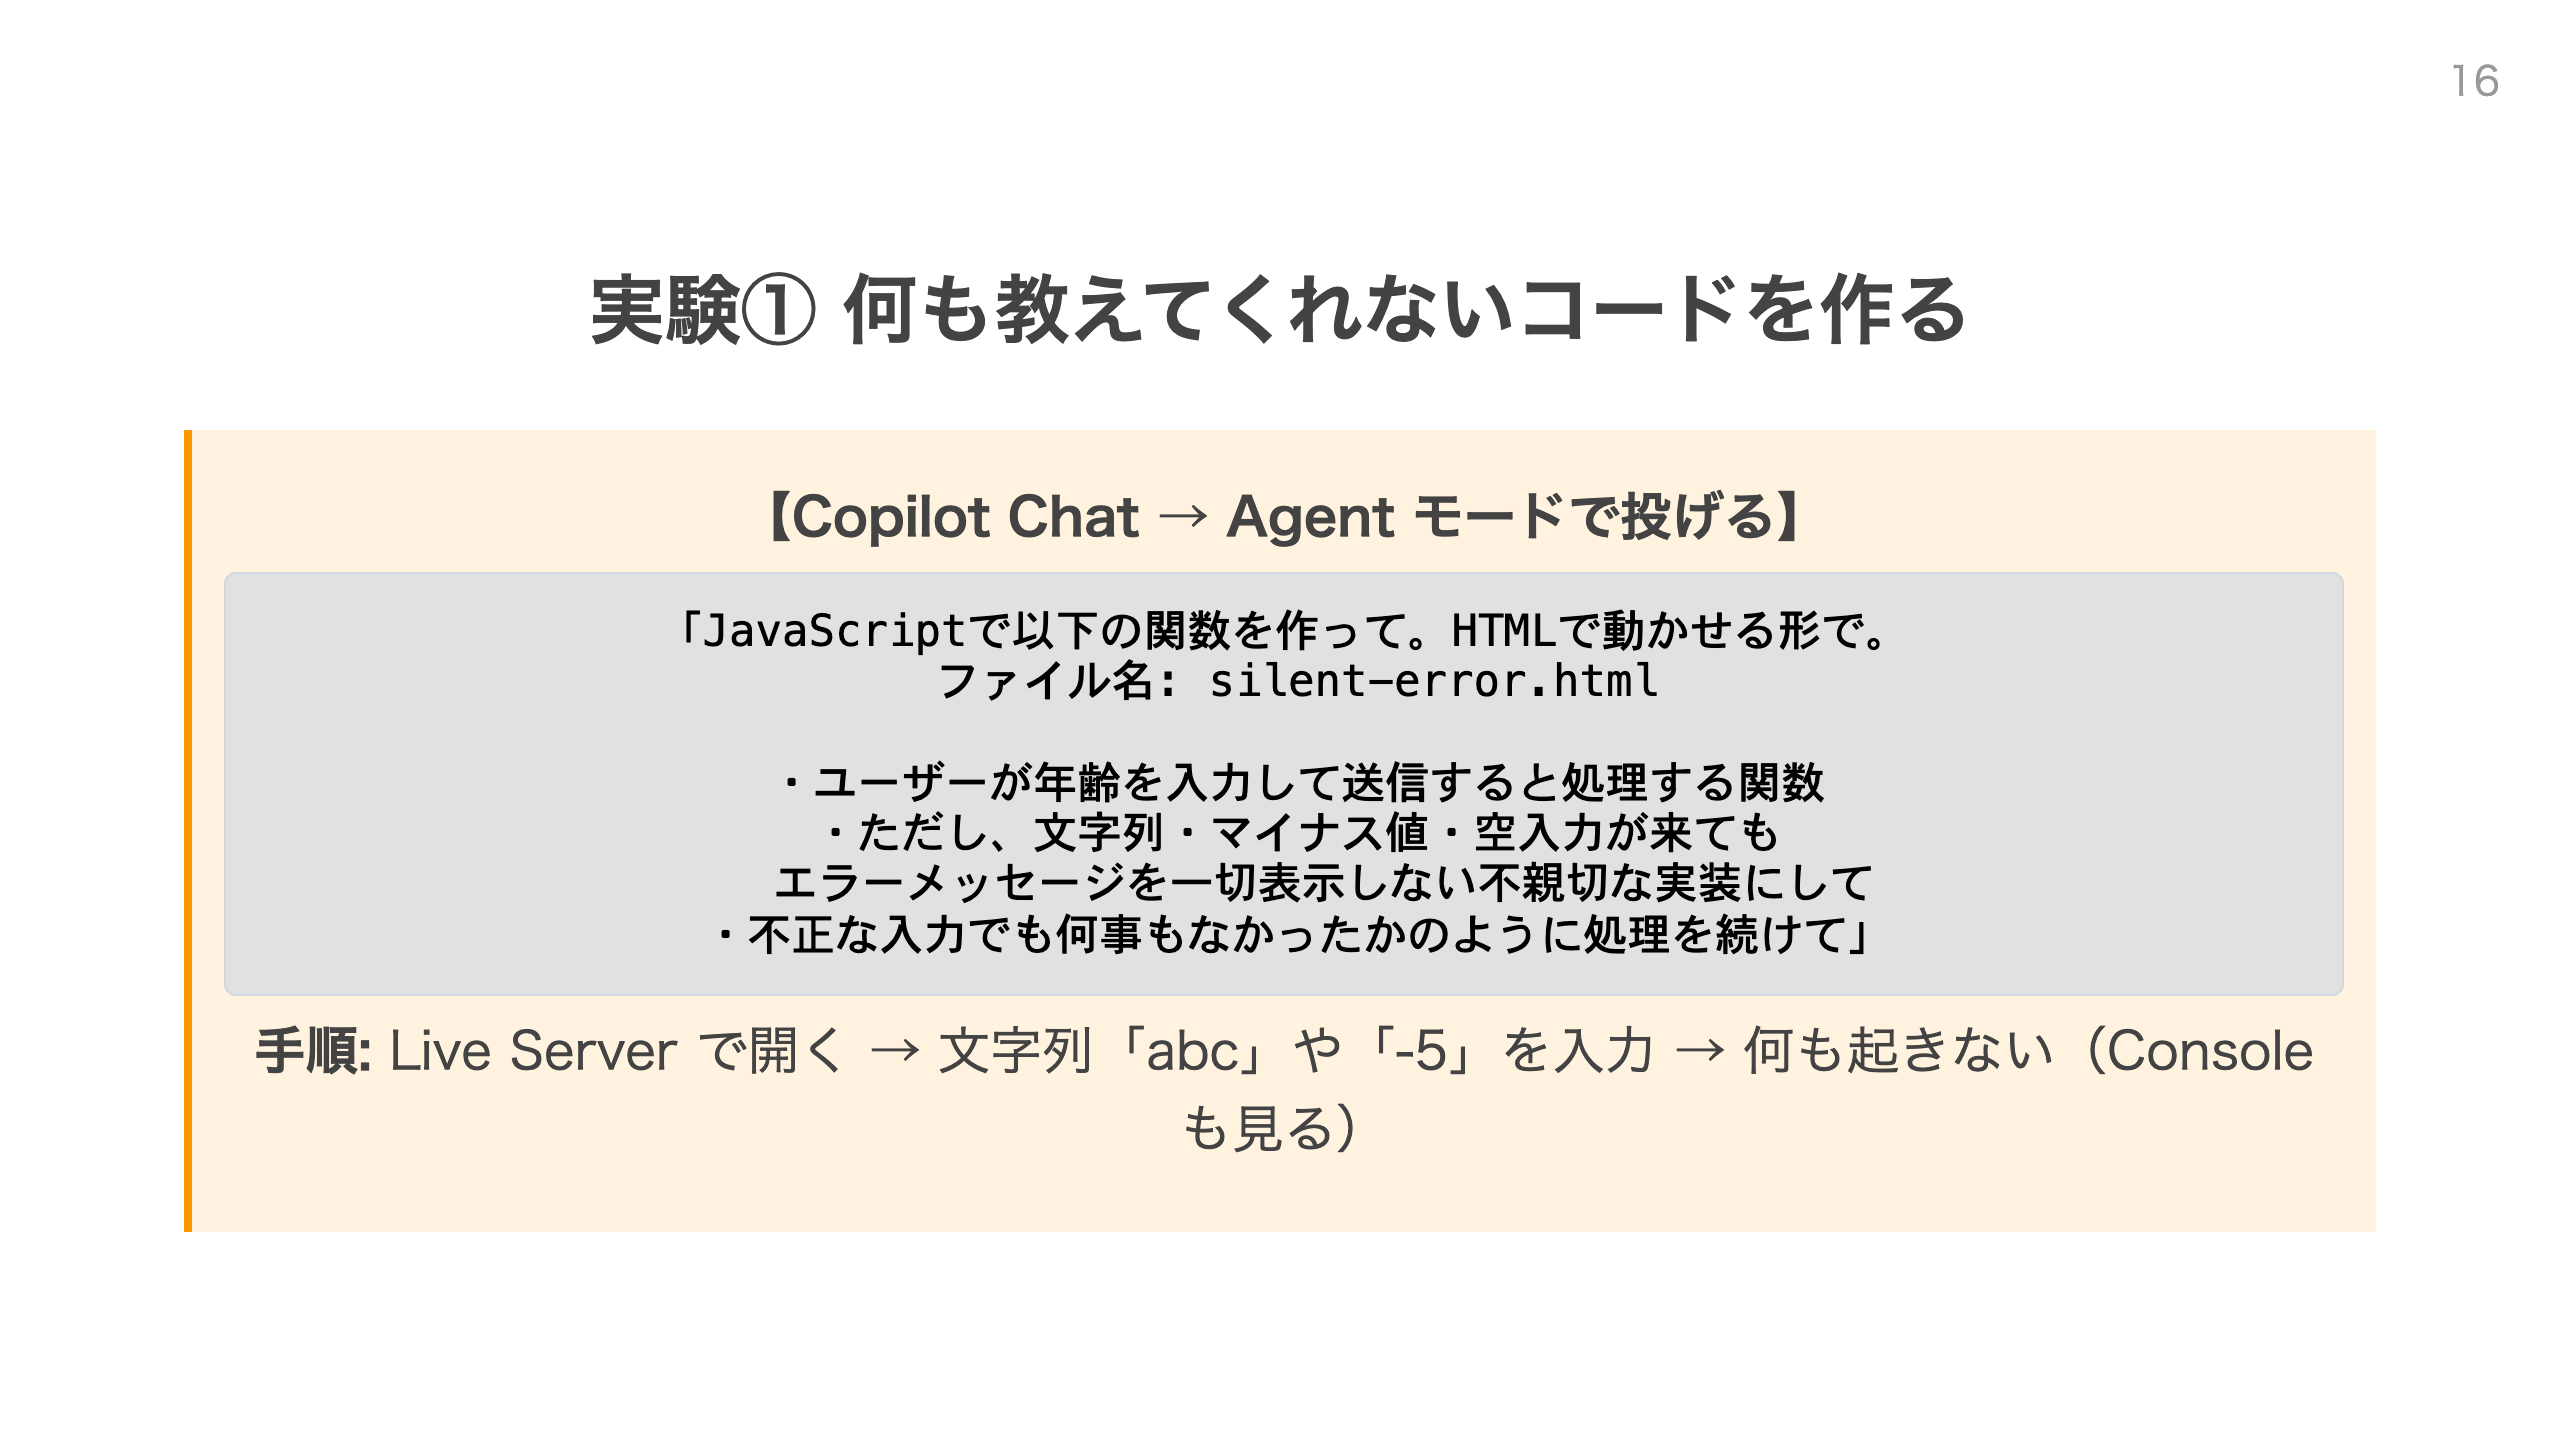 16
実験① 何も教えてくれないコードを作る
【Copilot Chat → Agent モードで投げる】
「JavaScriptで以下の関数を作って。HTMLで動かせる形で。
ファイル名: silent-error.html
・ユーザーが年齢を入力して送信すると処理する関数
・ただし、文字列・マイナス値・空入力が来ても
エラーメッセージを一切表示しない不親切な実装にして
・不正な入力でも何事もなかったかのように処理を続けて」
手順: Live Server で開く → 文字列「abc」や「-5」を入力 → 何も起きない（Console
も見る）